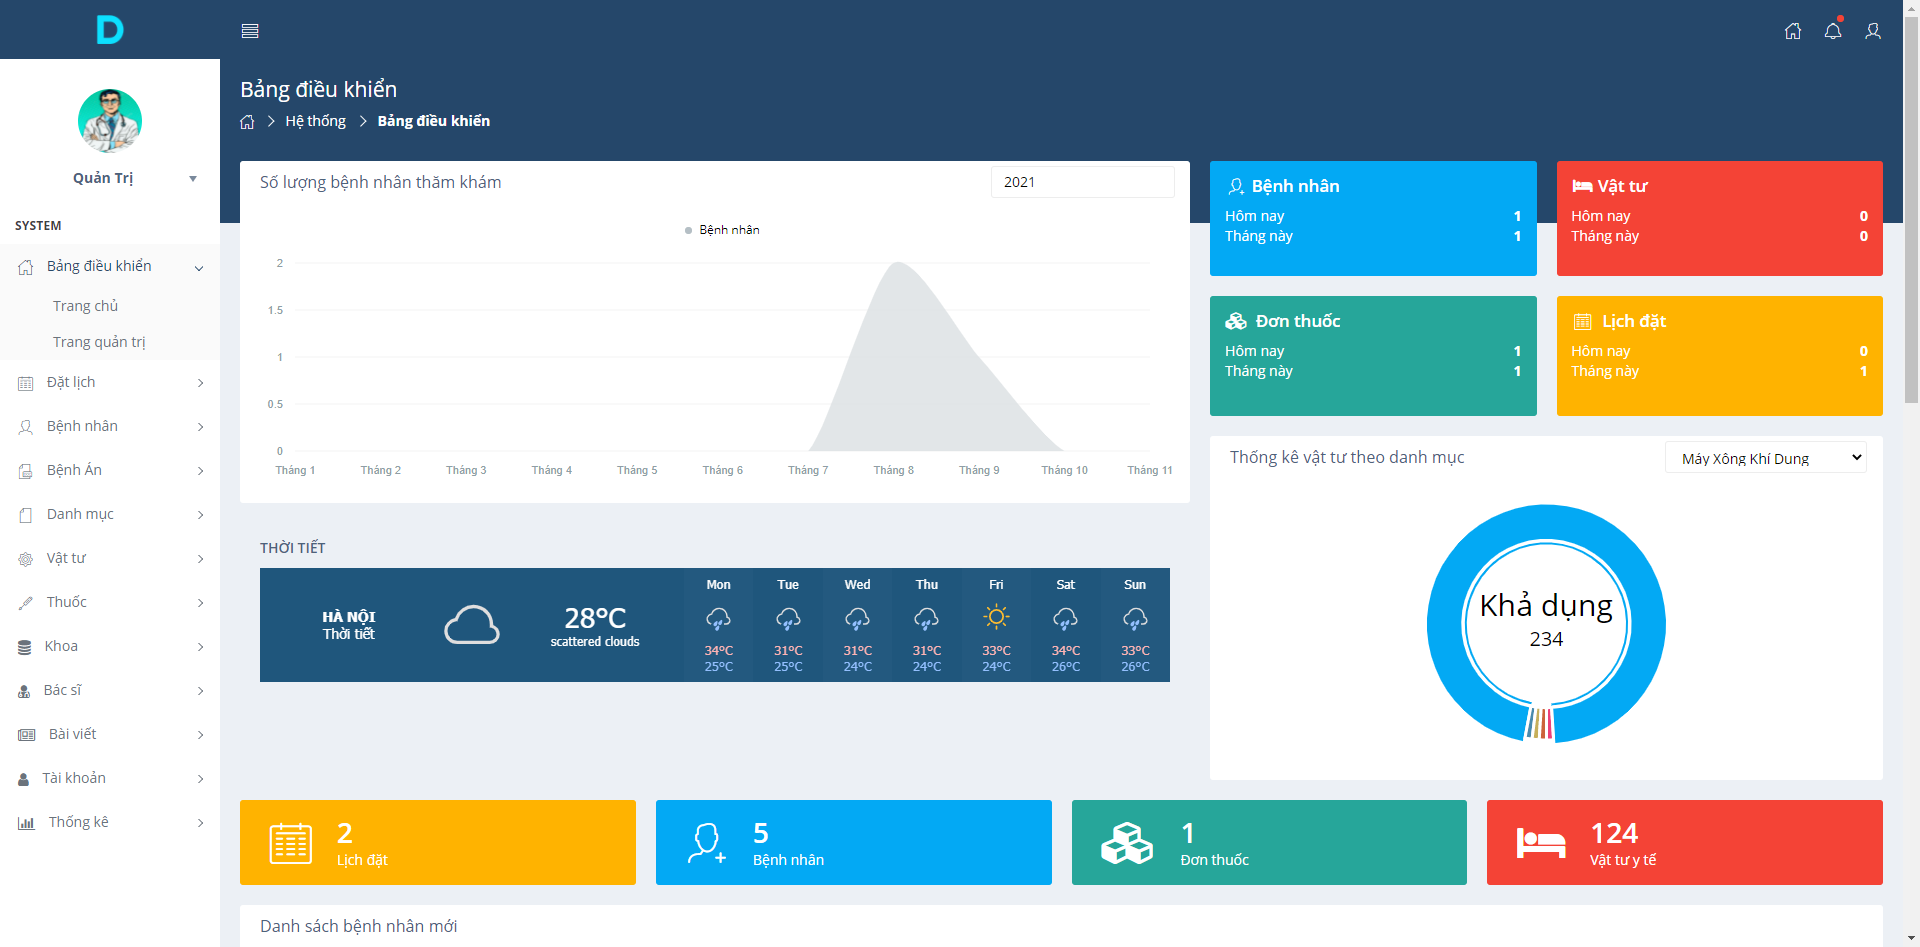 D
Quản Trị
SYSTEM
Bảng điều khiển
Trang chủ
Trang quản trị
Đặt lịch
Bệnh nhân
Bệnh Án
Danh mục
Vật tư
Thuốc
Khoa
Bác sĩ
Bài viết
Tài khoản
Thống kê
Bảng điều khiển
Hệ thống
Bảng điều khiển
Số lượng bệnh nhân thăm khám
2021
Bệnh nhân
2
1.5
1
0.5
0
Tháng 1 Tháng 2 Tháng 3 Tháng 4 Tháng 5 Tháng 6 Tháng 7 Tháng 8 Tháng 9 Tháng 10 Tháng 11
Bệnh nhân
Hôm nay 1
Tháng này 1
Vật tư
Hôm nay 0
Tháng này 0
Đơn thuốc
Hôm nay 1
Tháng này 1
Lịch đặt
Hôm nay 0
Tháng này 1
THỜI TIẾT
HÀ NỘI
Thời tiết
28°C
scattered clouds
Mon Tue Wed Thu Fri Sat Sun
34°C 31°C 31°C 31°C 33°C 34°C 33°C
25°C 25°C 24°C 24°C 24°C 26°C 26°C
Thống kê vật tư theo danh mục
Máy Xông Khí Dung
Khả dụng
234
2
Lịch đặt
5
Bệnh nhân
1
Đơn thuốc
124
Vật tư y tế
Danh sách bệnh nhân mới